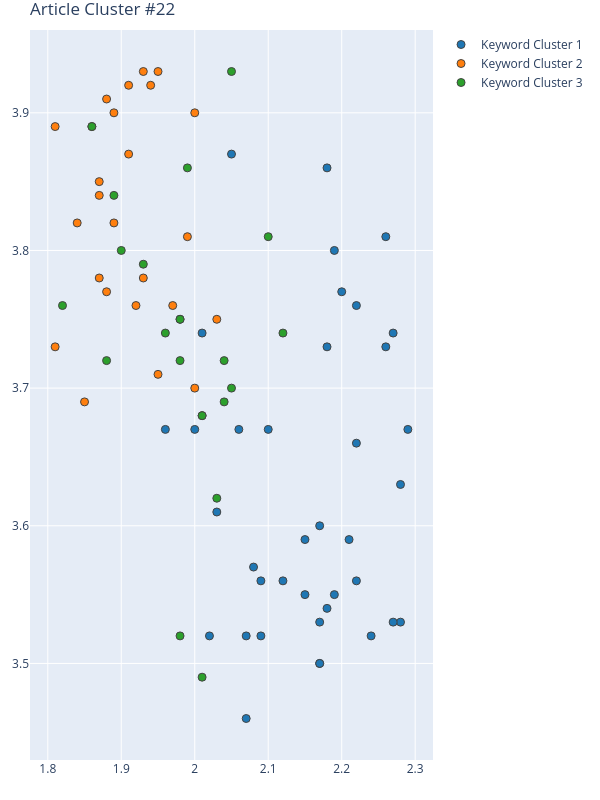 Article Cluster #22
Keyword Cluster 1
Keyword Cluster 2
Keyword Cluster 3
3.9
3.8
3.7
3.6
3.5
1.8 1.9 2 2.1 2.2 2.3